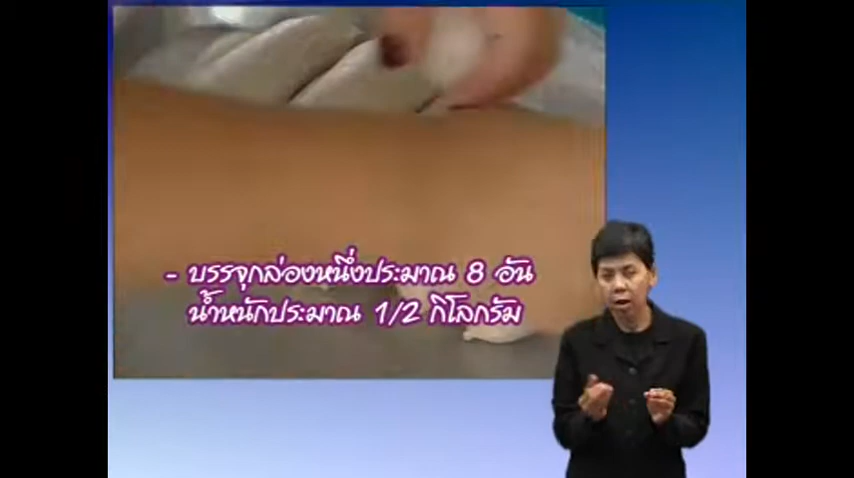 - บรรจุกล่องหนึ่งประมาณ 8 อัน
น้ำหนักประมาณ 1/2 กิโลกรัม